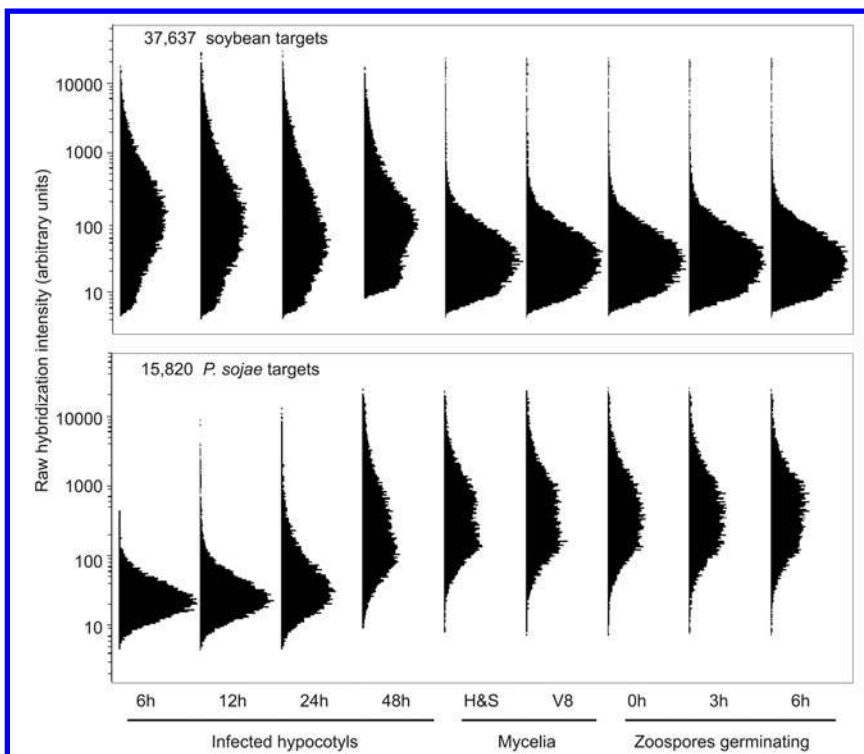 37,637 soybean targets
10000
1000
100
10
Raw hybridization intensity (arbitrary units)
15,820 P. sojae targets
10000
1000
100
10
6h 12h 24h 48h H&S V8 0h 3h 6h
Infected hypocotyls Mycelia Zoospores germinating